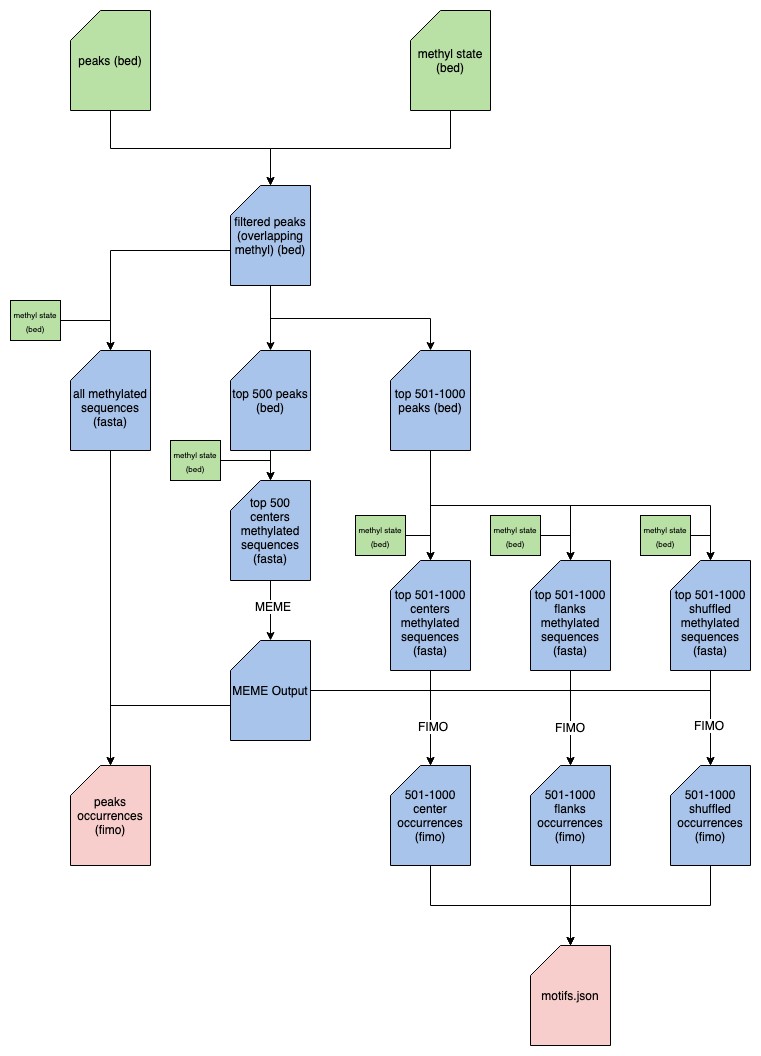 peaks (bed)
methyl state
(bed)
filtered peaks
(overlapping
methyl) (bed)
methyl state
(bed)
all methylated
sequences
(fasta)
top 500 peaks
(bed)
top 501-1000
peaks (bed)
methyl state
(bed)
top 500
centers
methylated
sequences
(fasta)
methyl state
(bed)
methyl state
(bed)
methyl state
(bed)
top 501-1000
centers
methylated
sequences
(fasta)
top 501-1000
flanks
methylated
sequences
(fasta)
top 501-1000
shuffled
methylated
sequences
(fasta)
MEME
MEME Output
FIMO
FIMO
FIMO
peaks
occurrences
(fimo)
501-1000
center
occurrences
(fimo)
501-1000
flanks
occurrences
(fimo)
501-1000
shuffled
occurrences
(fimo)
motifs.json